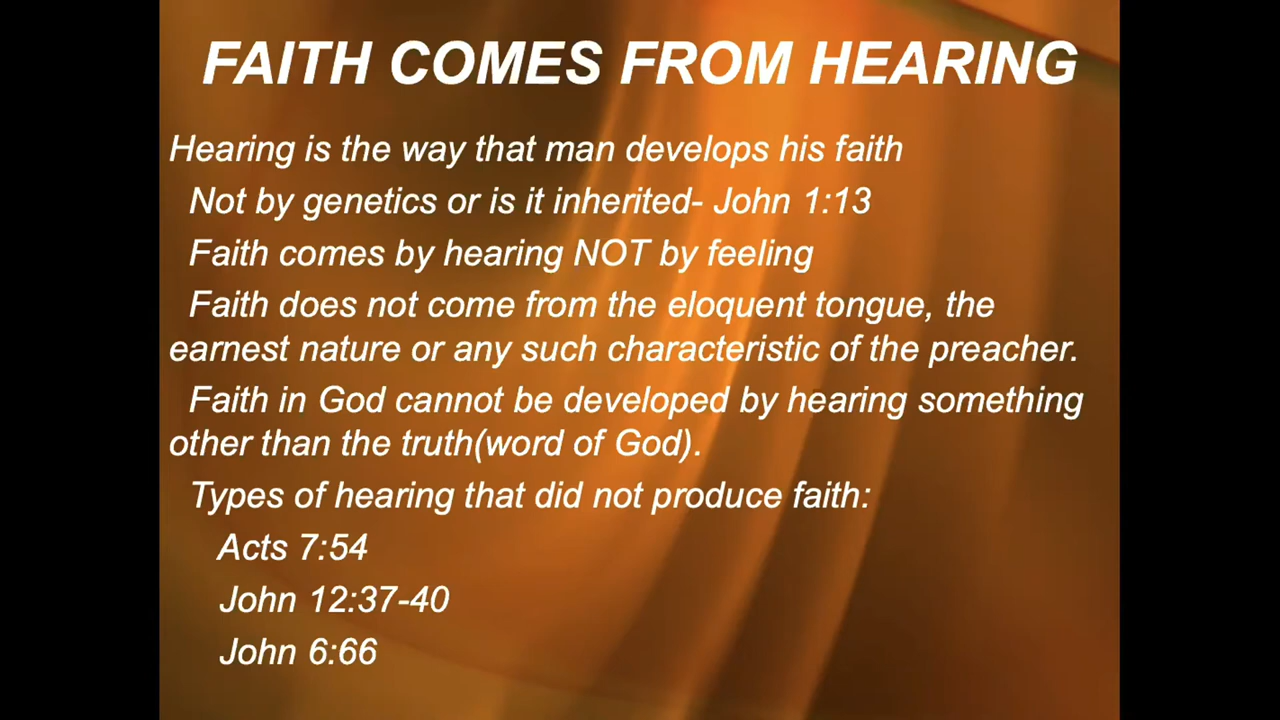 FAITH COMES FROM HEARING
Hearing is the way that man develops his faith
Not by genetics or is it inherited- John 1:13
Faith comes by hearing NOT by feeling
Faith does not come from the eloquent tongue, the
earnest nature or any such characteristic of the preacher.
Faith in God cannot be developed by hearing something
other than the truth(word of God).
Types of hearing that did not produce faith:
Acts 7:54
John 12:37-40
John 6:66